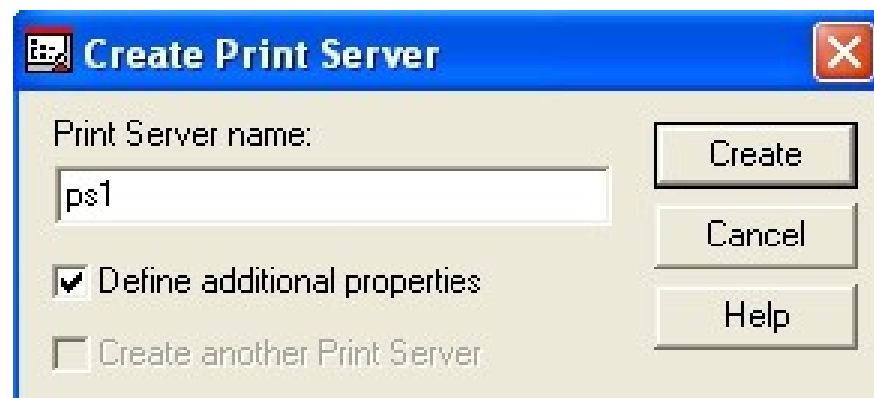 Create Print Server
Print Server name:
ps1
Define additional properties
Create another Print Server
Create
Cancel
Help